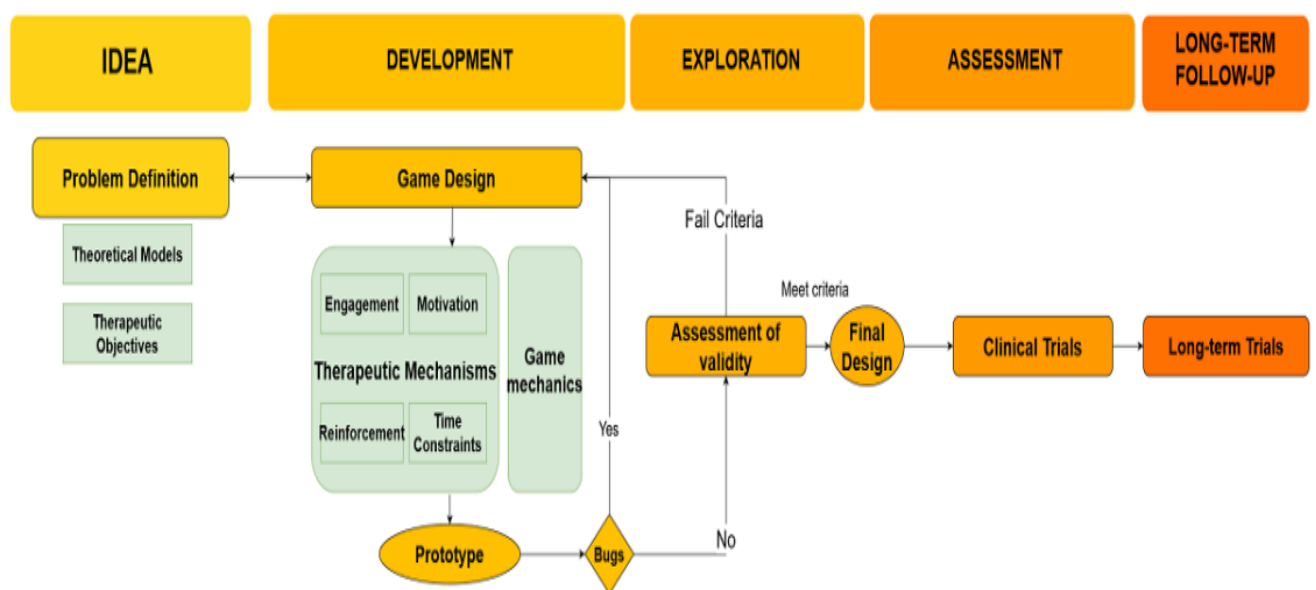 IDEA
DEVELOPMENT
EXPLORATION
ASSESSMENT
LONG-TERM
FOLLOW-UP
Problem Definition
Theoretical Models
Therapeutic
Objectives
Game Design
Engagement
Motivation
Therapeutic Mechanisms
Reinforcement
Time
Constraints
Game
mechanics
Prototype
Bugs
Yes
No
Fail Criteria
Assessment of
validity
Meet criteria
Final
Design
Clinical Trials
Long-term Trials